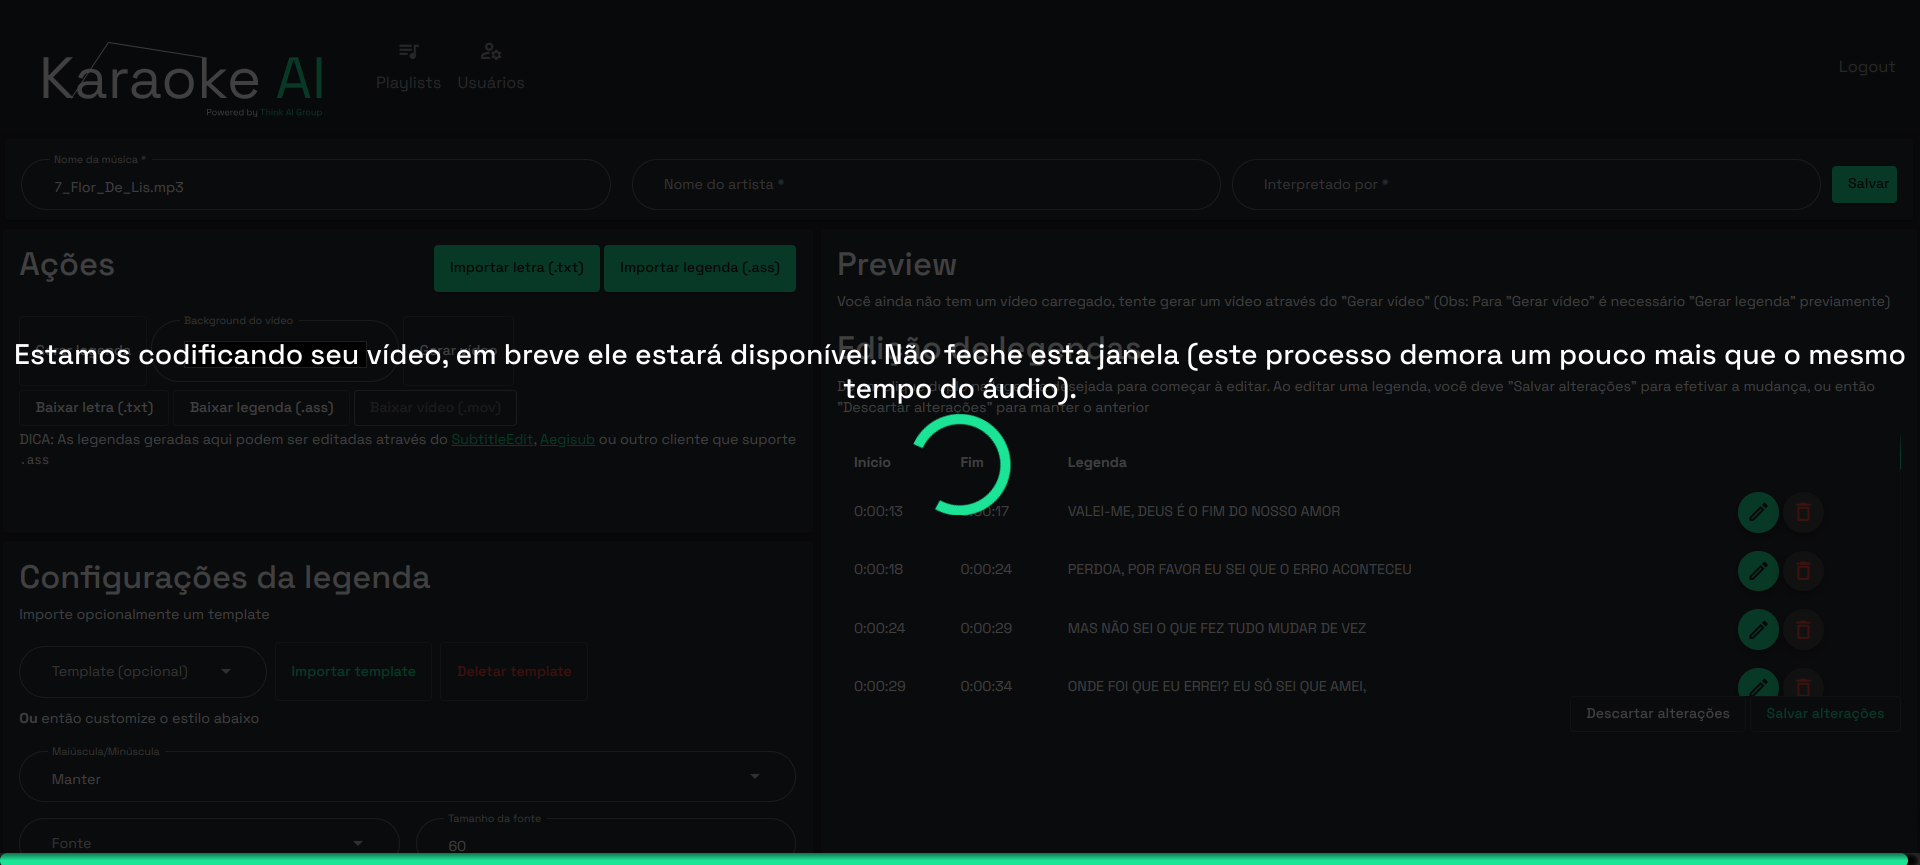 Karaoke AI
Powered by Think AI Group
Playlists
Usuários
Logout
Nome da música *
7_Flor_De_Lis.mp3
Nome do artista *
Interpretado por *
Salvar
Ações
Importar letra (.txt)
Importar legenda (.ass)
Background do vídeo
Gerar legenda
Gerar vídeo
Baixar letra (.txt)
Baixar legenda (.ass)
Baixar vídeo (.mov)
DICA: As legendas geradas aqui podem ser editadas através do SubtitleEdit, Aegisub ou outro cliente que suporte
.ass
Estamos codificando seu vídeo, em breve ele estará disponível. Não feche esta janela (este processo demora um pouco mais que o mesmo
tempo do áudio).
Preview
Você ainda não tem um vídeo carregado, tente gerar um vídeo através do "Gerar vídeo" (Obs: Para "Gerar vídeo" é necessário "Gerar legenda" previamente)
Edição de legendas
desejada para começar à editar. Ao editar uma legenda, você deve "Salvar alterações" para efetivar a mudança, ou então
"Descartar alterações" para manter o anterior
Início Fim Legenda
0:00:13 0:00:17 VALEI-ME, DEUS É O FIM DO NOSSO AMOR
0:00:18 0:00:24 PERDOA, POR FAVOR EU SEI QUE O ERRO ACONTECEU
0:00:24 0:00:29 MAS NÃO SEI O QUE FEZ TUDO MUDAR DE VEZ
0:00:29 0:00:34 ONDE FOI QUE EU ERREI? EU SÓ SEI QUE AMEI,
Descartar alterações
Salvar alterações
Configurações da legenda
Importe opcionalmente um template
Template (opcional)
Importar template
Deletar template
Ou então customize o estilo abaixo
Maiúscula/Minúscula
Manter
Fonte
Tamanho da fonte
60